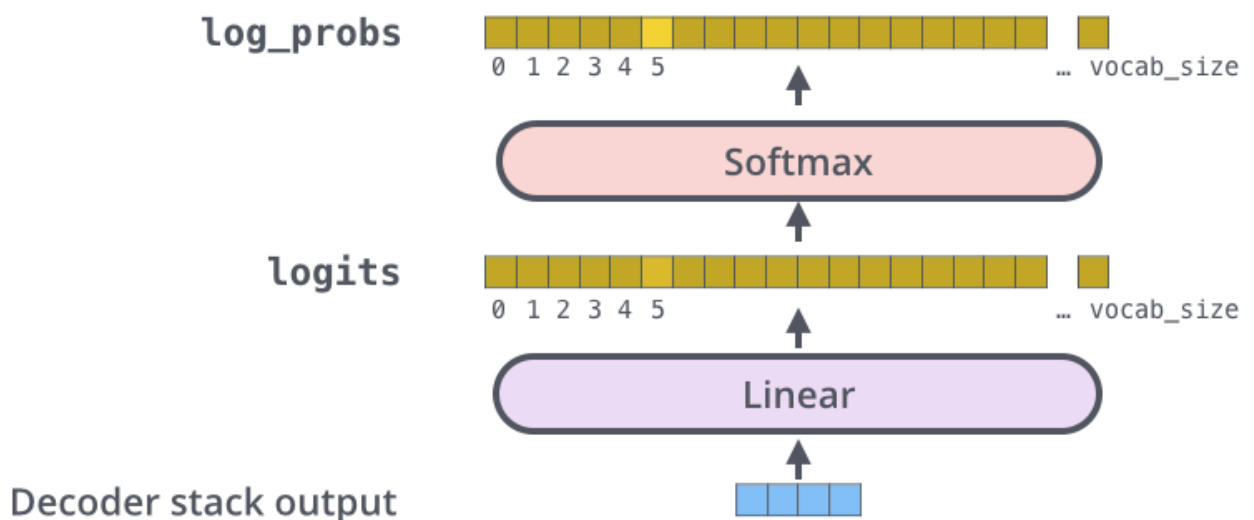 log_probs
0 1 2 3 4 5 … vocab_size
Softmax
logits
0 1 2 3 4 5 … vocab_size
Linear
Decoder stack output